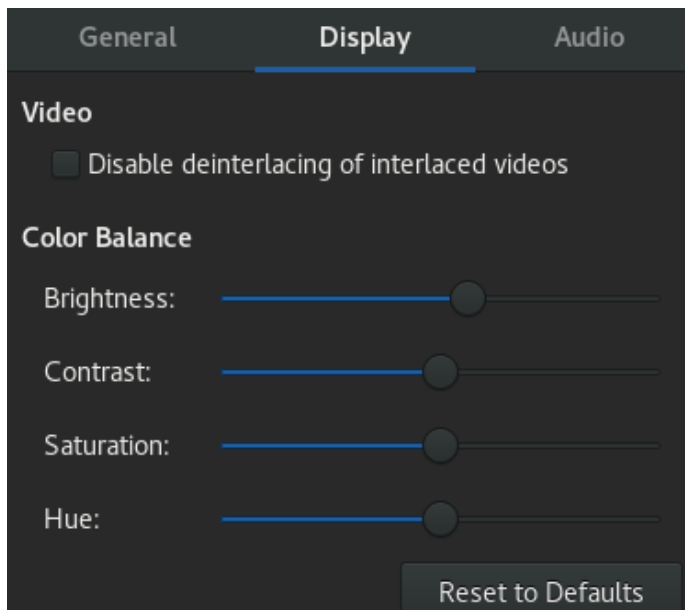 General Display Audio
Video
Disable deinterlacing of interlaced videos
Color Balance
Brightness:
Contrast:
Saturation:
Hue:
Reset to Defaults